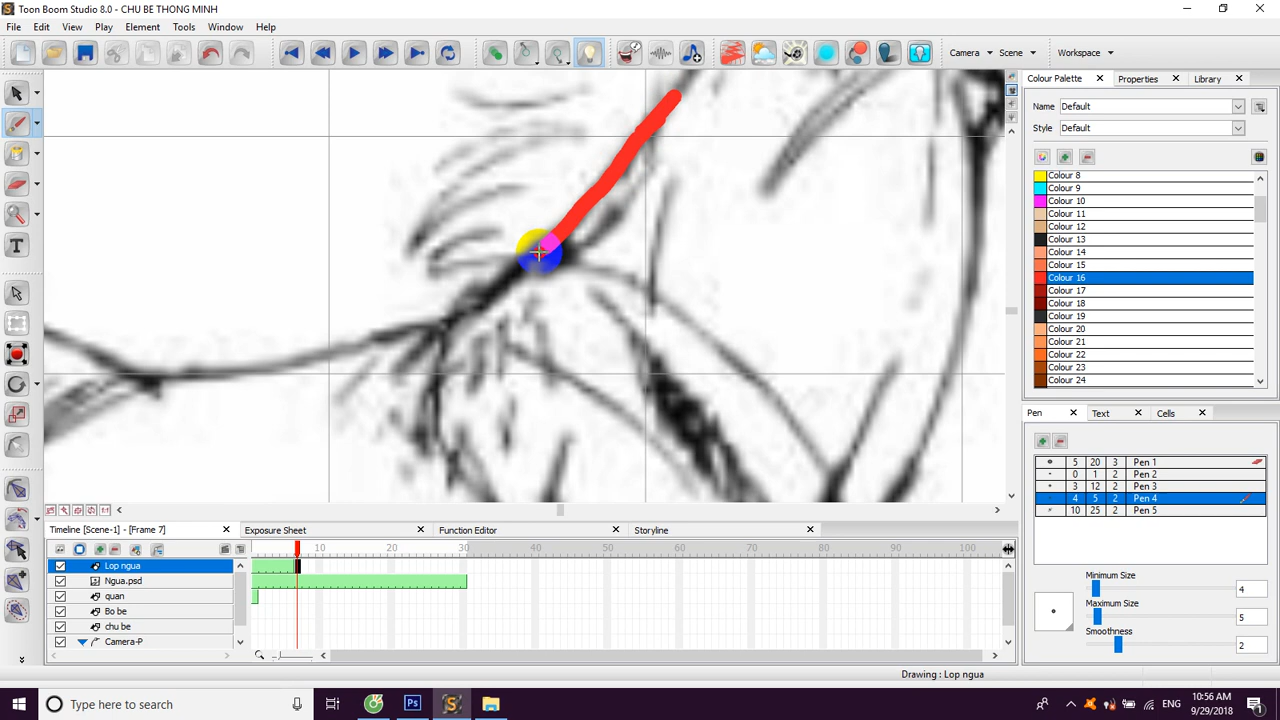 Toon Boom Studio 8.0 - CHU BE THONG MINH
File Edit View Play Element Tools Window Help
Camera Scene Workspace
Colour Palette Properties Library
Name Default
Style Default
Colour 8
Colour 9
Colour 10
Colour 11
Colour 12
Colour 13
Colour 14
Colour 15
Colour 16
Colour 17
Colour 18
Colour 19
Colour 20
Colour 21
Colour 22
Colour 23
Colour 24
Pen Text Cells
5 20 3 Pen 1
0 1 2 Pen 2
3 12 2 Pen 3
4 5 2 Pen 4
10 25 2 Pen 5
Minimum Size
4
Maximum Size
5
Smoothness
2
Timeline [Scene-1] - [Frame 7] Exposure Sheet Function Editor Storyline
10 20 30 40 50 60 70 80 90 100
Lop ngua
Ngua.psd
quan
Bo be
chu be
Camera-P
Drawing : Lop ngua
Type here to search
ENG
10:56 AM
9/29/2018